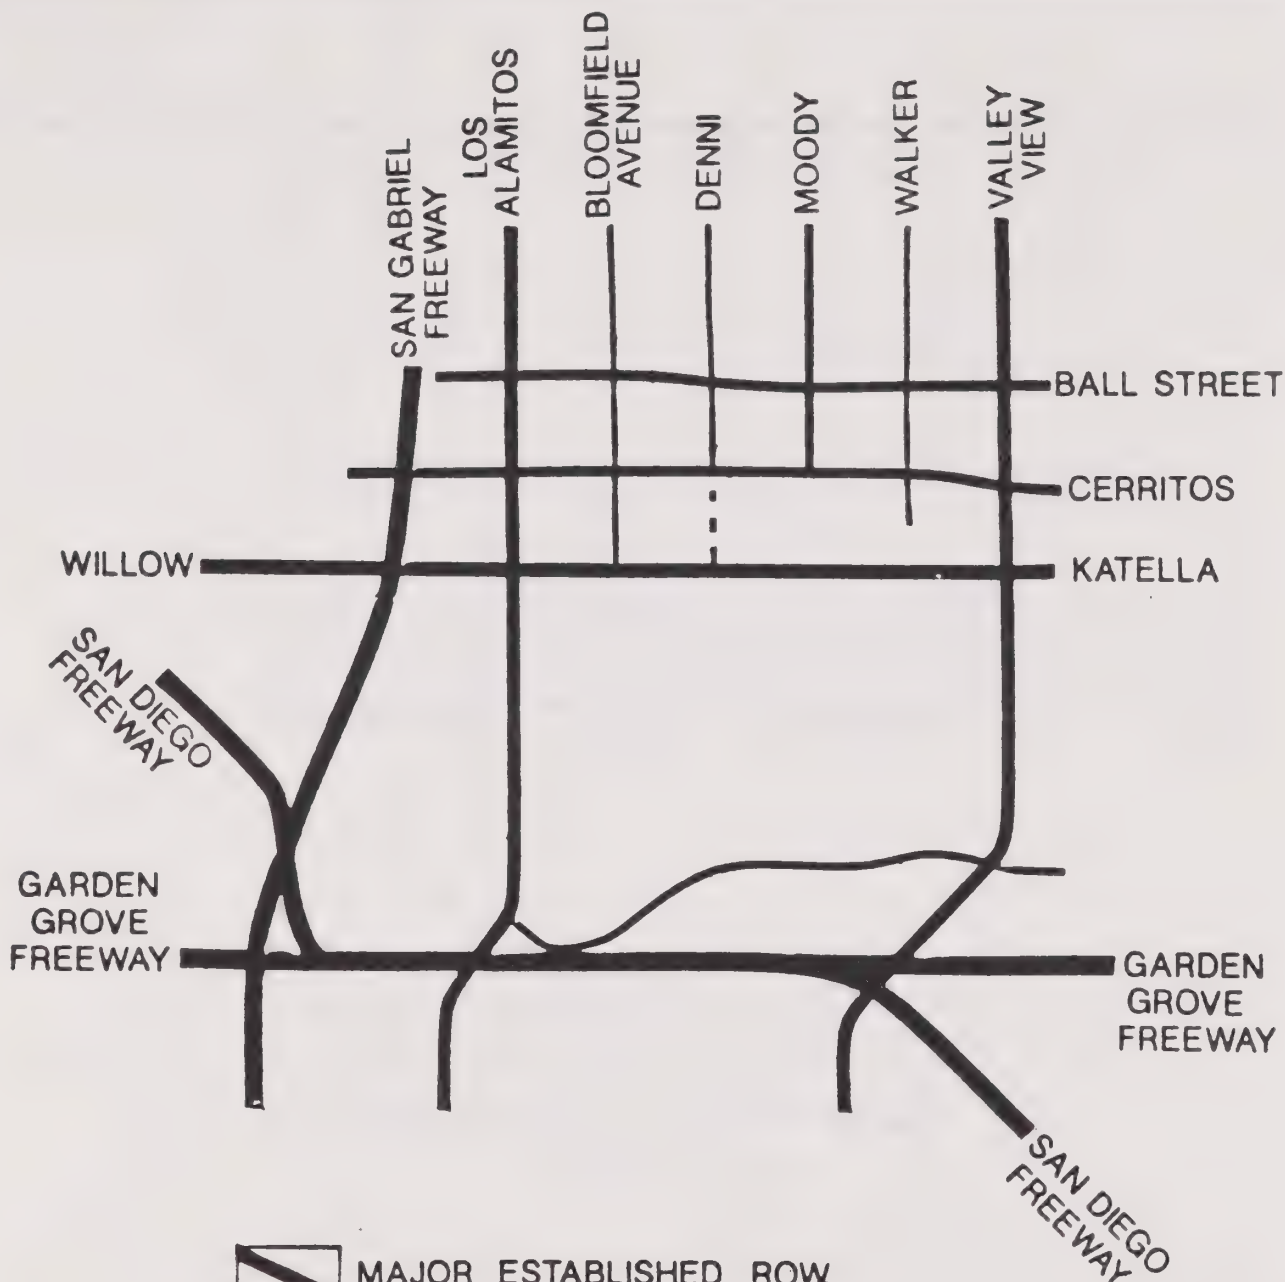 SAN GABRIEL
FREEWAY
LOS
ALAMITOS
BLOOMFIELD
AVENUE
DENNI
MOODY
WALKER
VALLEY
VIEW
BALL STREET
CERRITOS
WILLOW
KATELLA
SAN DIEGO
FREEWAY
GARDEN
GROVE
FREEWAY
GARDEN
GROVE
FREEWAY
SAN DIEGO
FREEWAY
MAJOR ESTABLISHED ROW